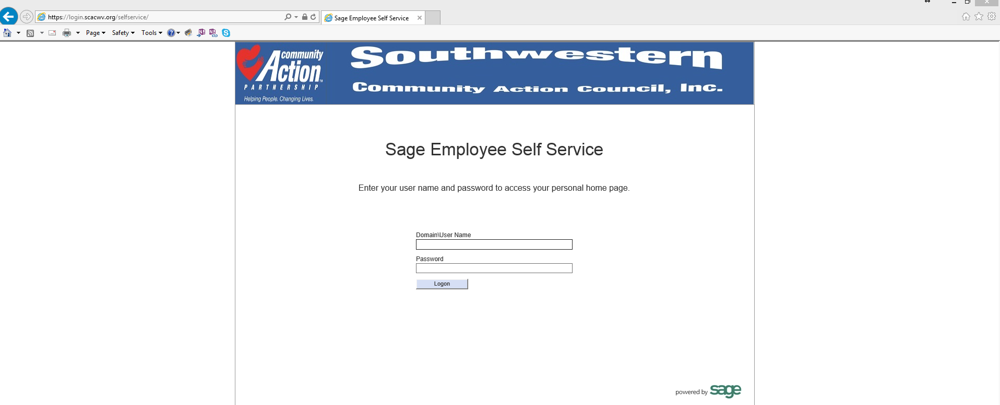 https://login.scacwv.org/selfservice/
Sage Employee Self Service
Page
Safety
Tools
community
Action
PARTNERSHIP
Helping People. Changing Lives.
Southwestern
Community Action Council, Inc.
Sage Employee Self Service
Enter your user name and password to access your personal home page.
Domain\User Name
Password
Logon
powered by sage